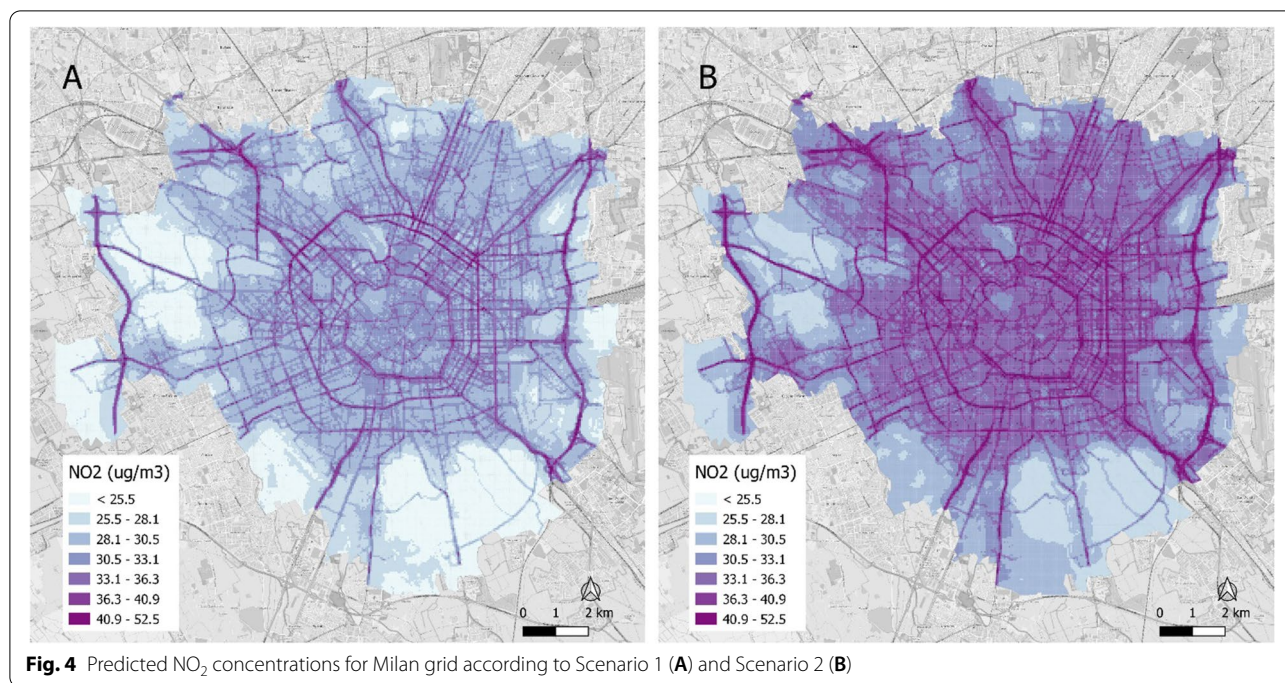 A
NO2 (ug/m3)
< 25.5
25.5 - 28.1
28.1 - 30.5
30.5 - 33.1
33.1 - 36.3
36.3 - 40.9
40.9 - 52.5
0 1 2 km
B
NO2 (ug/m3)
< 25.5
25.5 - 28.1
28.1 - 30.5
30.5 - 33.1
33.1 - 36.3
36.3 - 40.9
40.9 - 52.5
0 1 2 km
Fig. 4 Predicted NO₂ concentrations for Milan grid according to Scenario 1 (A) and Scenario 2 (B)